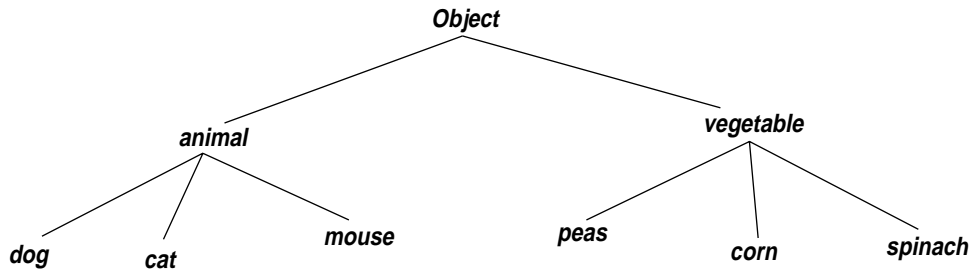 Object
animal vegetable
dog cat mouse peas corn spinach